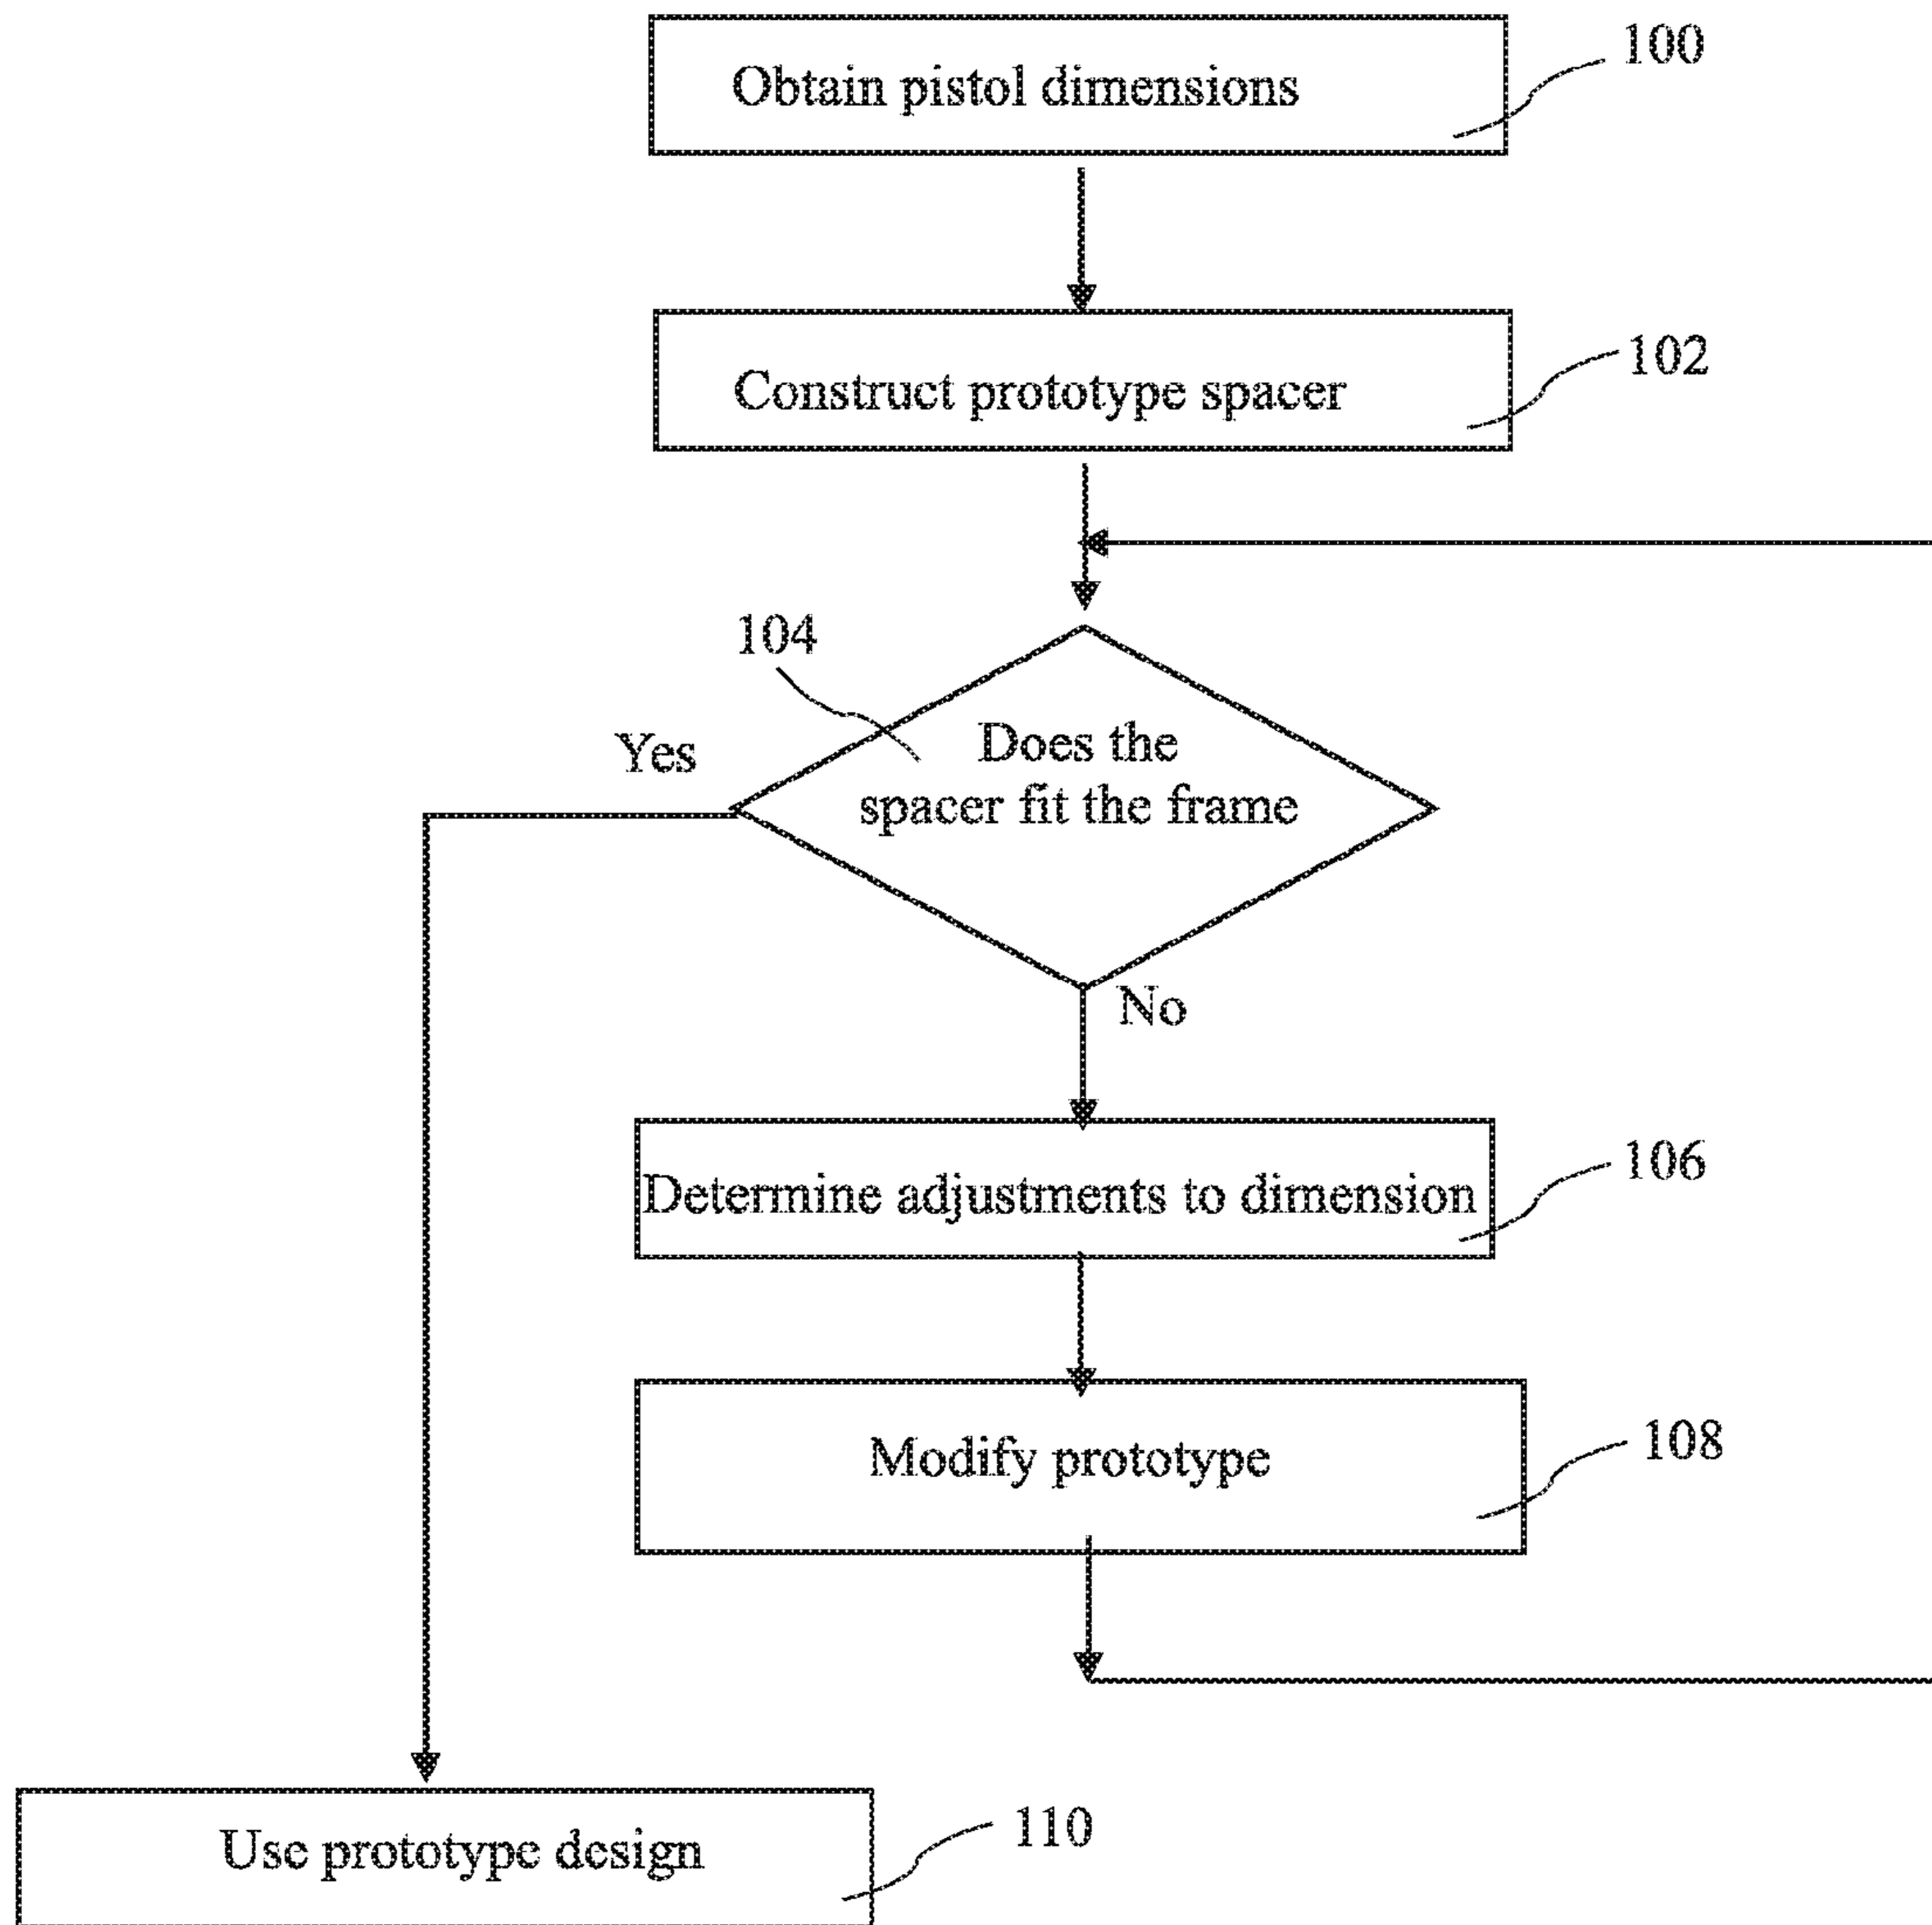 Obtain pistol dimensions
100
Construct prototype spacer
102
104
Yes
Does the
spacer fit the frame
No
Determine adjustments to dimension
106
Modify prototype
108
Use prototype design
110